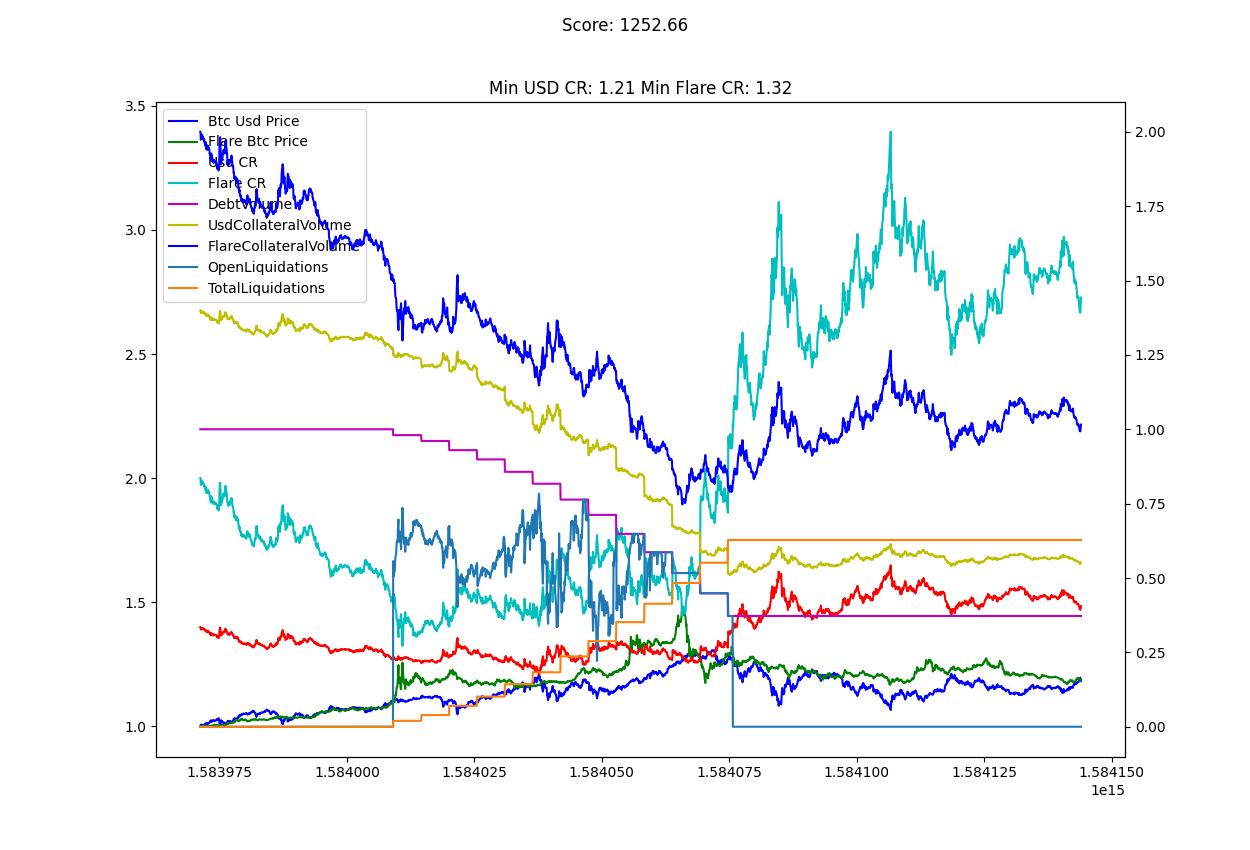 Score: 1252.66
Min USD CR: 1.21 Min Flare CR: 1.32
3.5
3.0
2.5
2.0
1.5
1.0
Btc Usd Price
Flare Btc Price
Usd CR
Flare CR
DebtVolume
UsdCollateralVolume
FlareCollateralVolume
OpenLiquidations
TotalLiquidations
2.00
1.75
1.50
1.25
1.00
0.75
0.50
0.25
0.00
1.583975 1.584000 1.584025 1.584050 1.584075 1.584100 1.584125 1.584150
1e15